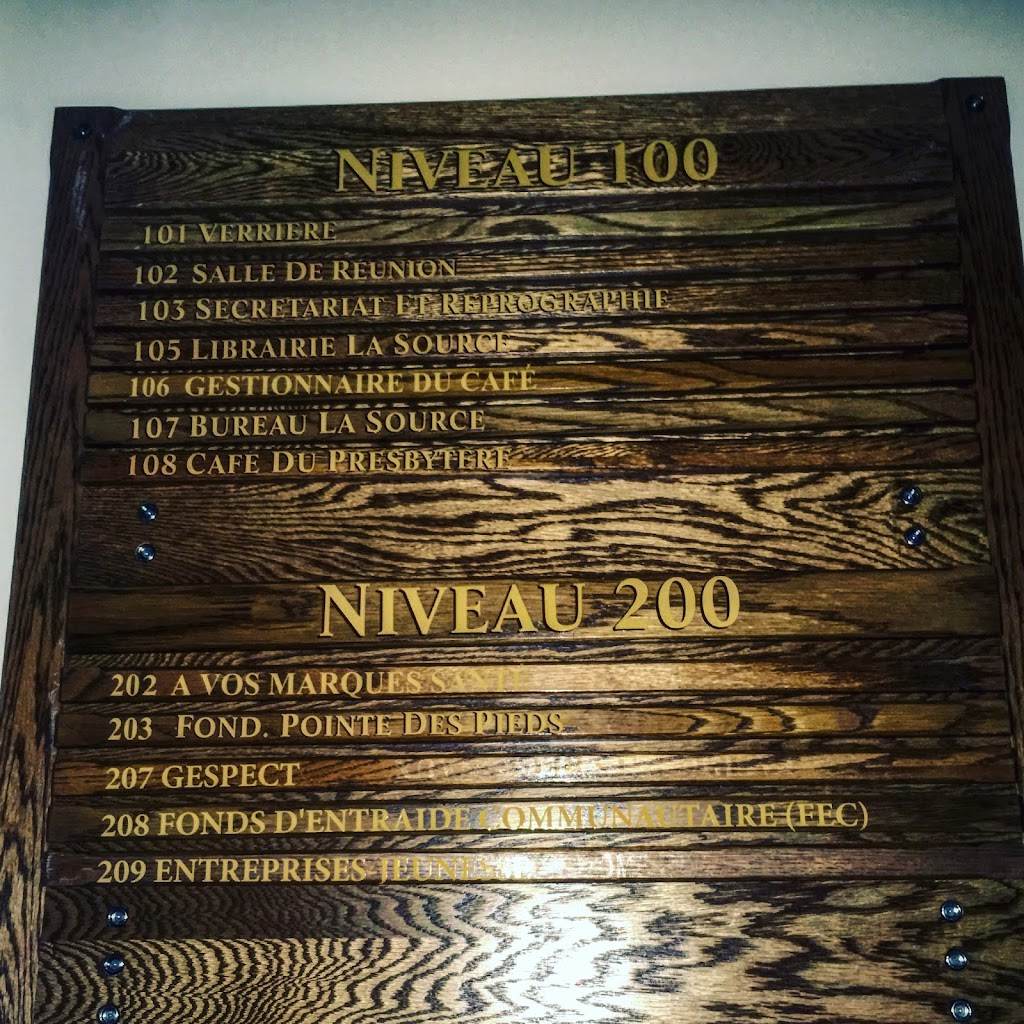 NIVEAU 100
101 VERRIERE
102 SALLE DE REUNION
103 SECRETARIAT ET REPROGRAPHIE
105 LIBRAIRIE LA SOURCE
106 GESTIONNAIRE DU CAFÉ
107 BUREAU LA SOURCE
108 CAFE DU PRESBYTERE
NIVEAU 200
202 A VOS MARQUES SANTE
203 FOND. POINTE DES PIEDS
207 GESPECT
208 FONDS D'ENTRAIDE COMMUNAUTAIRE (FEC)
209 ENTREPRISES JEUNESSE